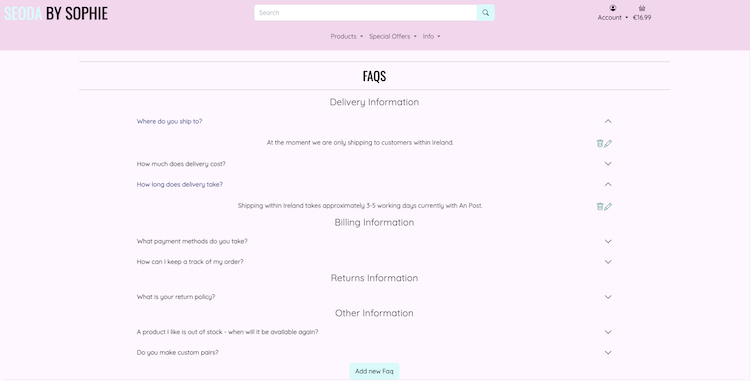 SEODA BY SOPHIE
Search
Account
€16.99
Products
Special Offers
Info
FAQS
Delivery Information
Where do you ship to?
At the moment we are only shipping to customers within Ireland.
How much does delivery cost?
How long does delivery take?
Shipping within Ireland takes approximately 3-5 working days currently with An Post.
Billing Information
What payment methods do you take?
How can I keep a track of my order?
Returns Information
What is your return policy?
Other Information
A product I like is out of stock - when will it be available again?
Do you make custom pairs?
Add new Faq